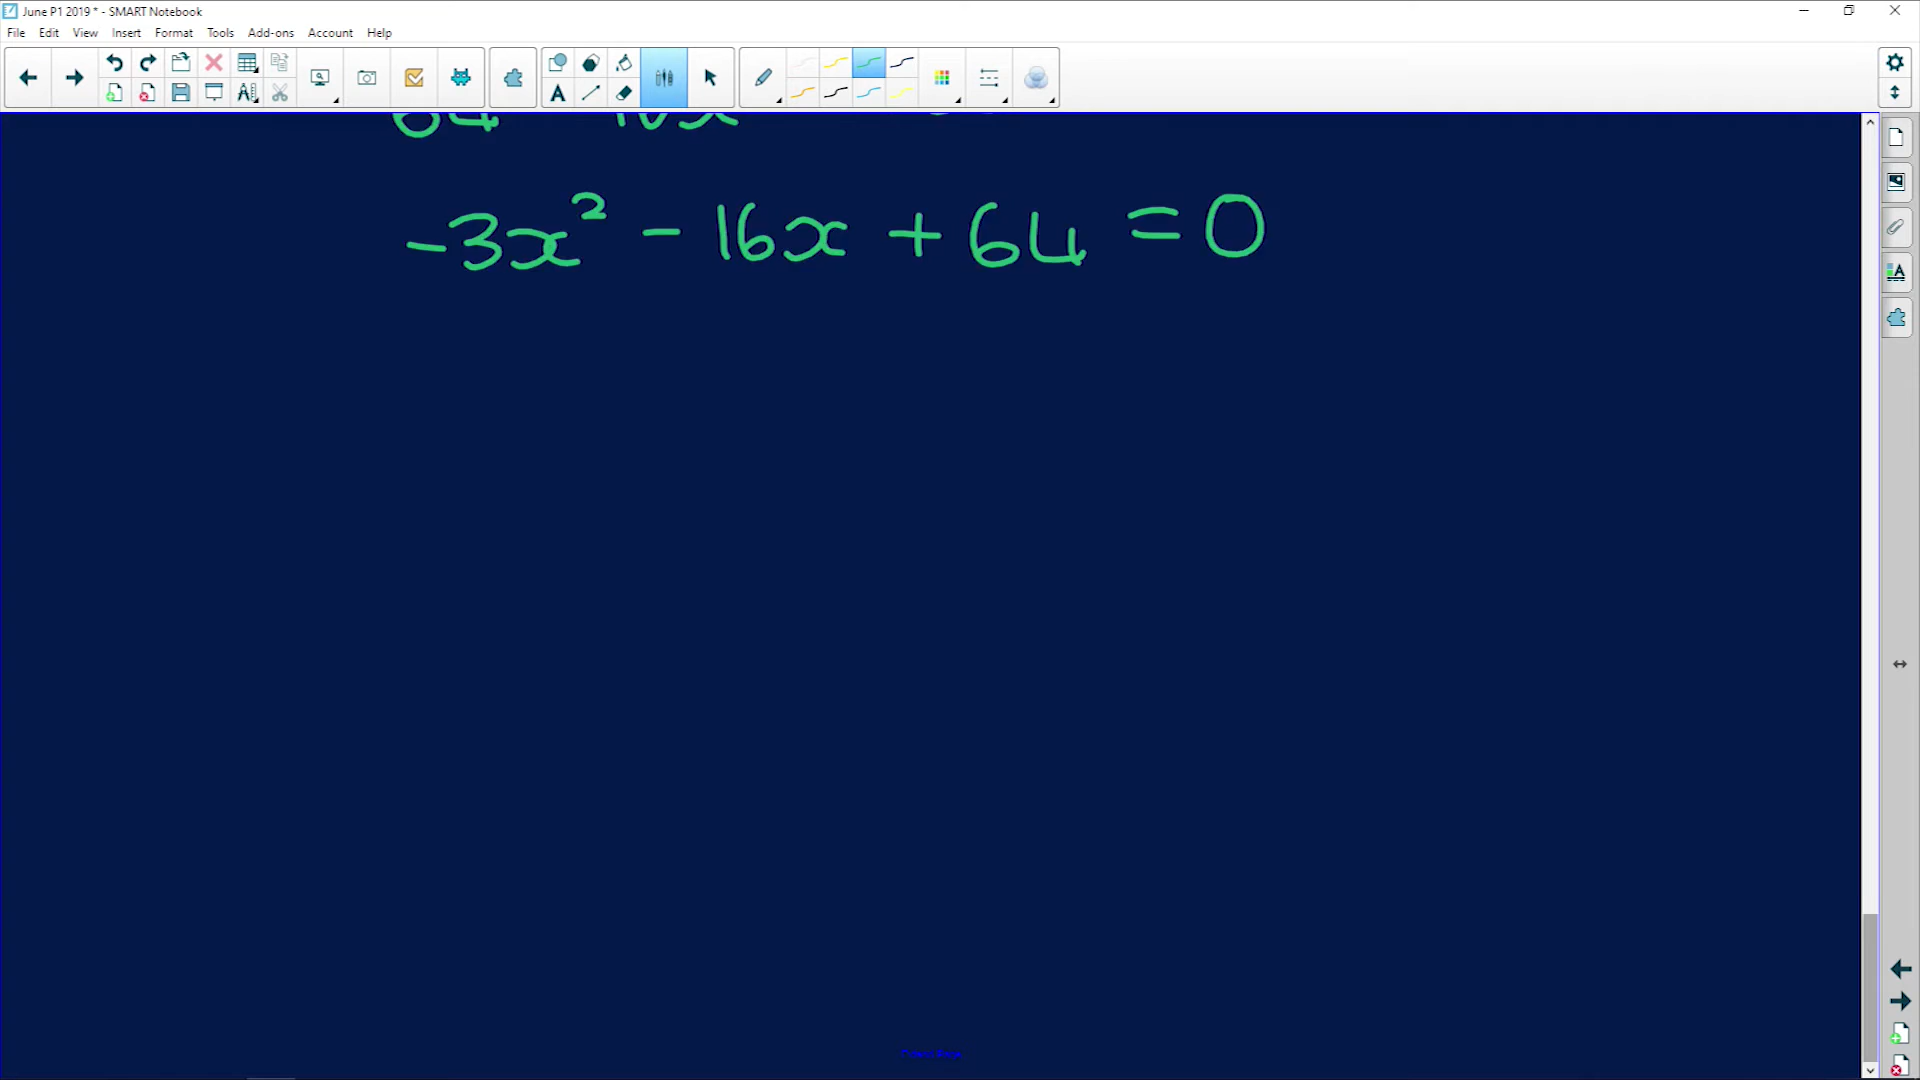 June P1 2019 * - SMART Notebook
File Edit View Insert Format Tools Add-ons Account Help
-3x² - 16x + 64 = 0